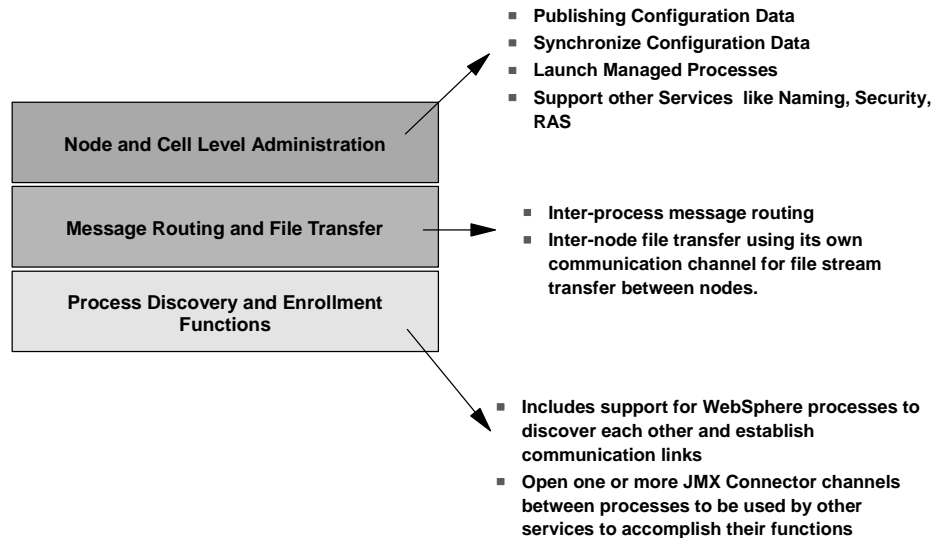 Publishing Configuration Data
Synchronize Configuration Data
Launch Managed Processes
Support other Services like Naming, Security,
RAS
Node and Cell Level Administration
Message Routing and File Transfer
Inter-process message routing
Inter-node file transfer using its own
communication channel for file stream
transfer between nodes.
Process Discovery and Enrollment
Functions
Includes support for WebSphere processes to
discover each other and establish
communication links
Open one or more JMX Connector channels
between processes to be used by other
services to accomplish their functions